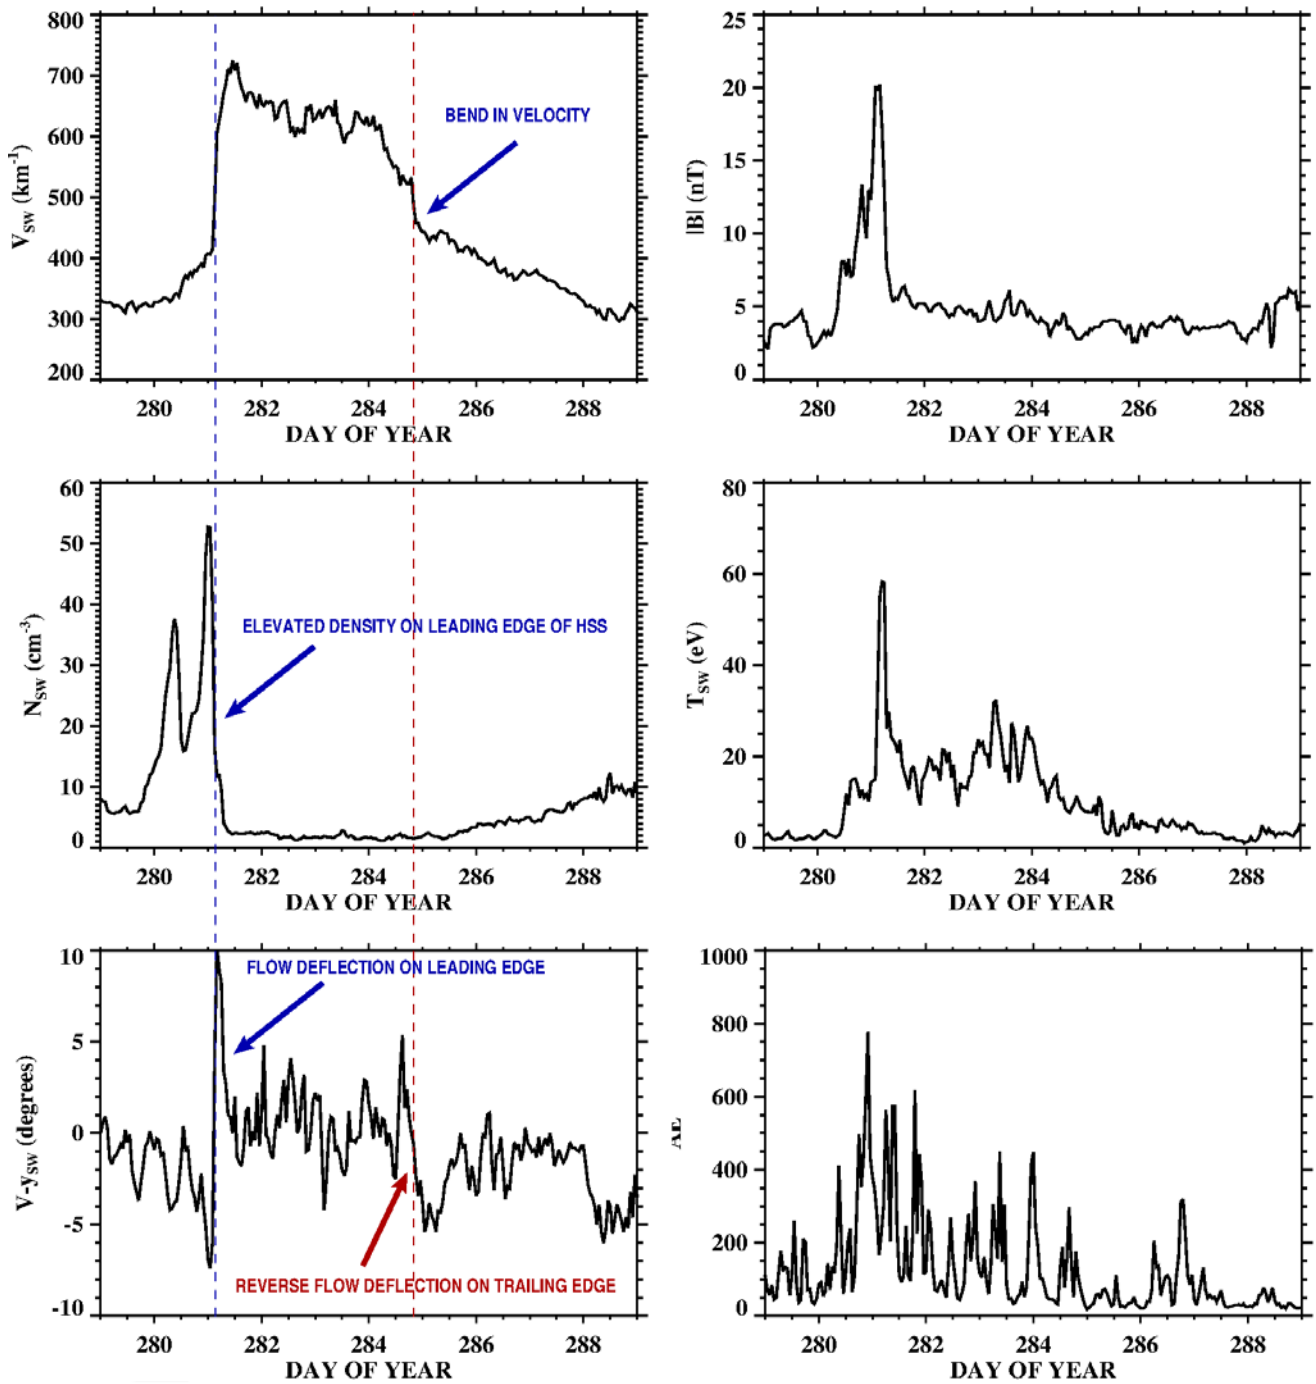 800
700
600
500
400
300
200
V_SW (km^-1)
BEND IN VELOCITY
280 282 284 286 288
DAY OF YEAR
25
20
15
10
5
0
|B| (nT)
280 282 284 286 288
DAY OF YEAR
60
50
40
30
20
10
0
N_SW (cm^-3)
ELEVATED DENSITY ON LEADING EDGE OF HSS
280 282 284 286 288
DAY OF YEAR
80
60
40
20
0
T_SW (eV)
280 282 284 286 288
DAY OF YEAR
10
5
0
-5
-10
V-y_SW (degrees)
FLOW DEFLECTION ON LEADING EDGE
REVERSE FLOW DEFLECTION ON TRAILING EDGE
280 282 284 286 288
DAY OF YEAR
1000
800
600
400
200
0
AE
280 282 284 286 288
DAY OF YEAR